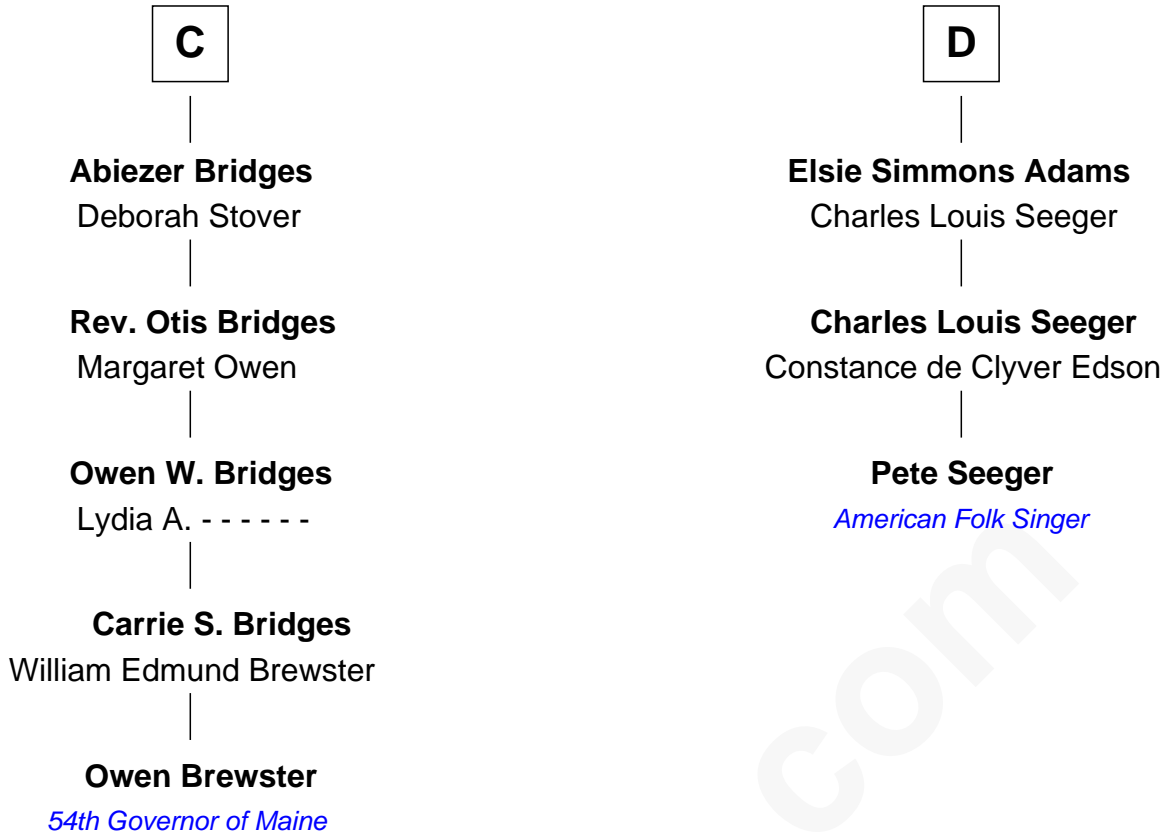 C
Abiezer Bridges
Deborah Stover
Rev. Otis Bridges
Margaret Owen
Owen W. Bridges
Lydia A. - - - - - -
Carrie S. Bridges
William Edmund Brewster
Owen Brewster
54th Governor of Maine
D
Elsie Simmons Adams
Charles Louis Seeger
Charles Louis Seeger
Constance de Clyver Edson
Pete Seeger
American Folk Singer
com